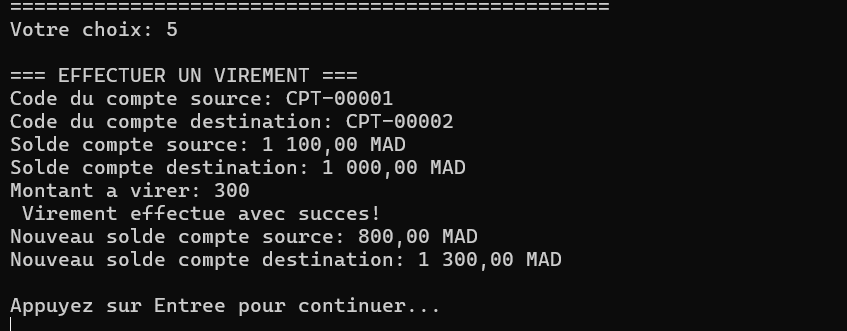 ==================================================
Votre choix: 5
=== EFFECTUER UN VIREMENT ===
Code du compte source: CPT-00001
Code du compte destination: CPT-00002
Solde compte source: 1 100,00 MAD
Solde compte destination: 1 000,00 MAD
Montant a virer: 300
Virement effectue avec succes!
Nouveau solde compte source: 800,00 MAD
Nouveau solde compte destination: 1 300,00 MAD
Appuyez sur Entree pour continuer...